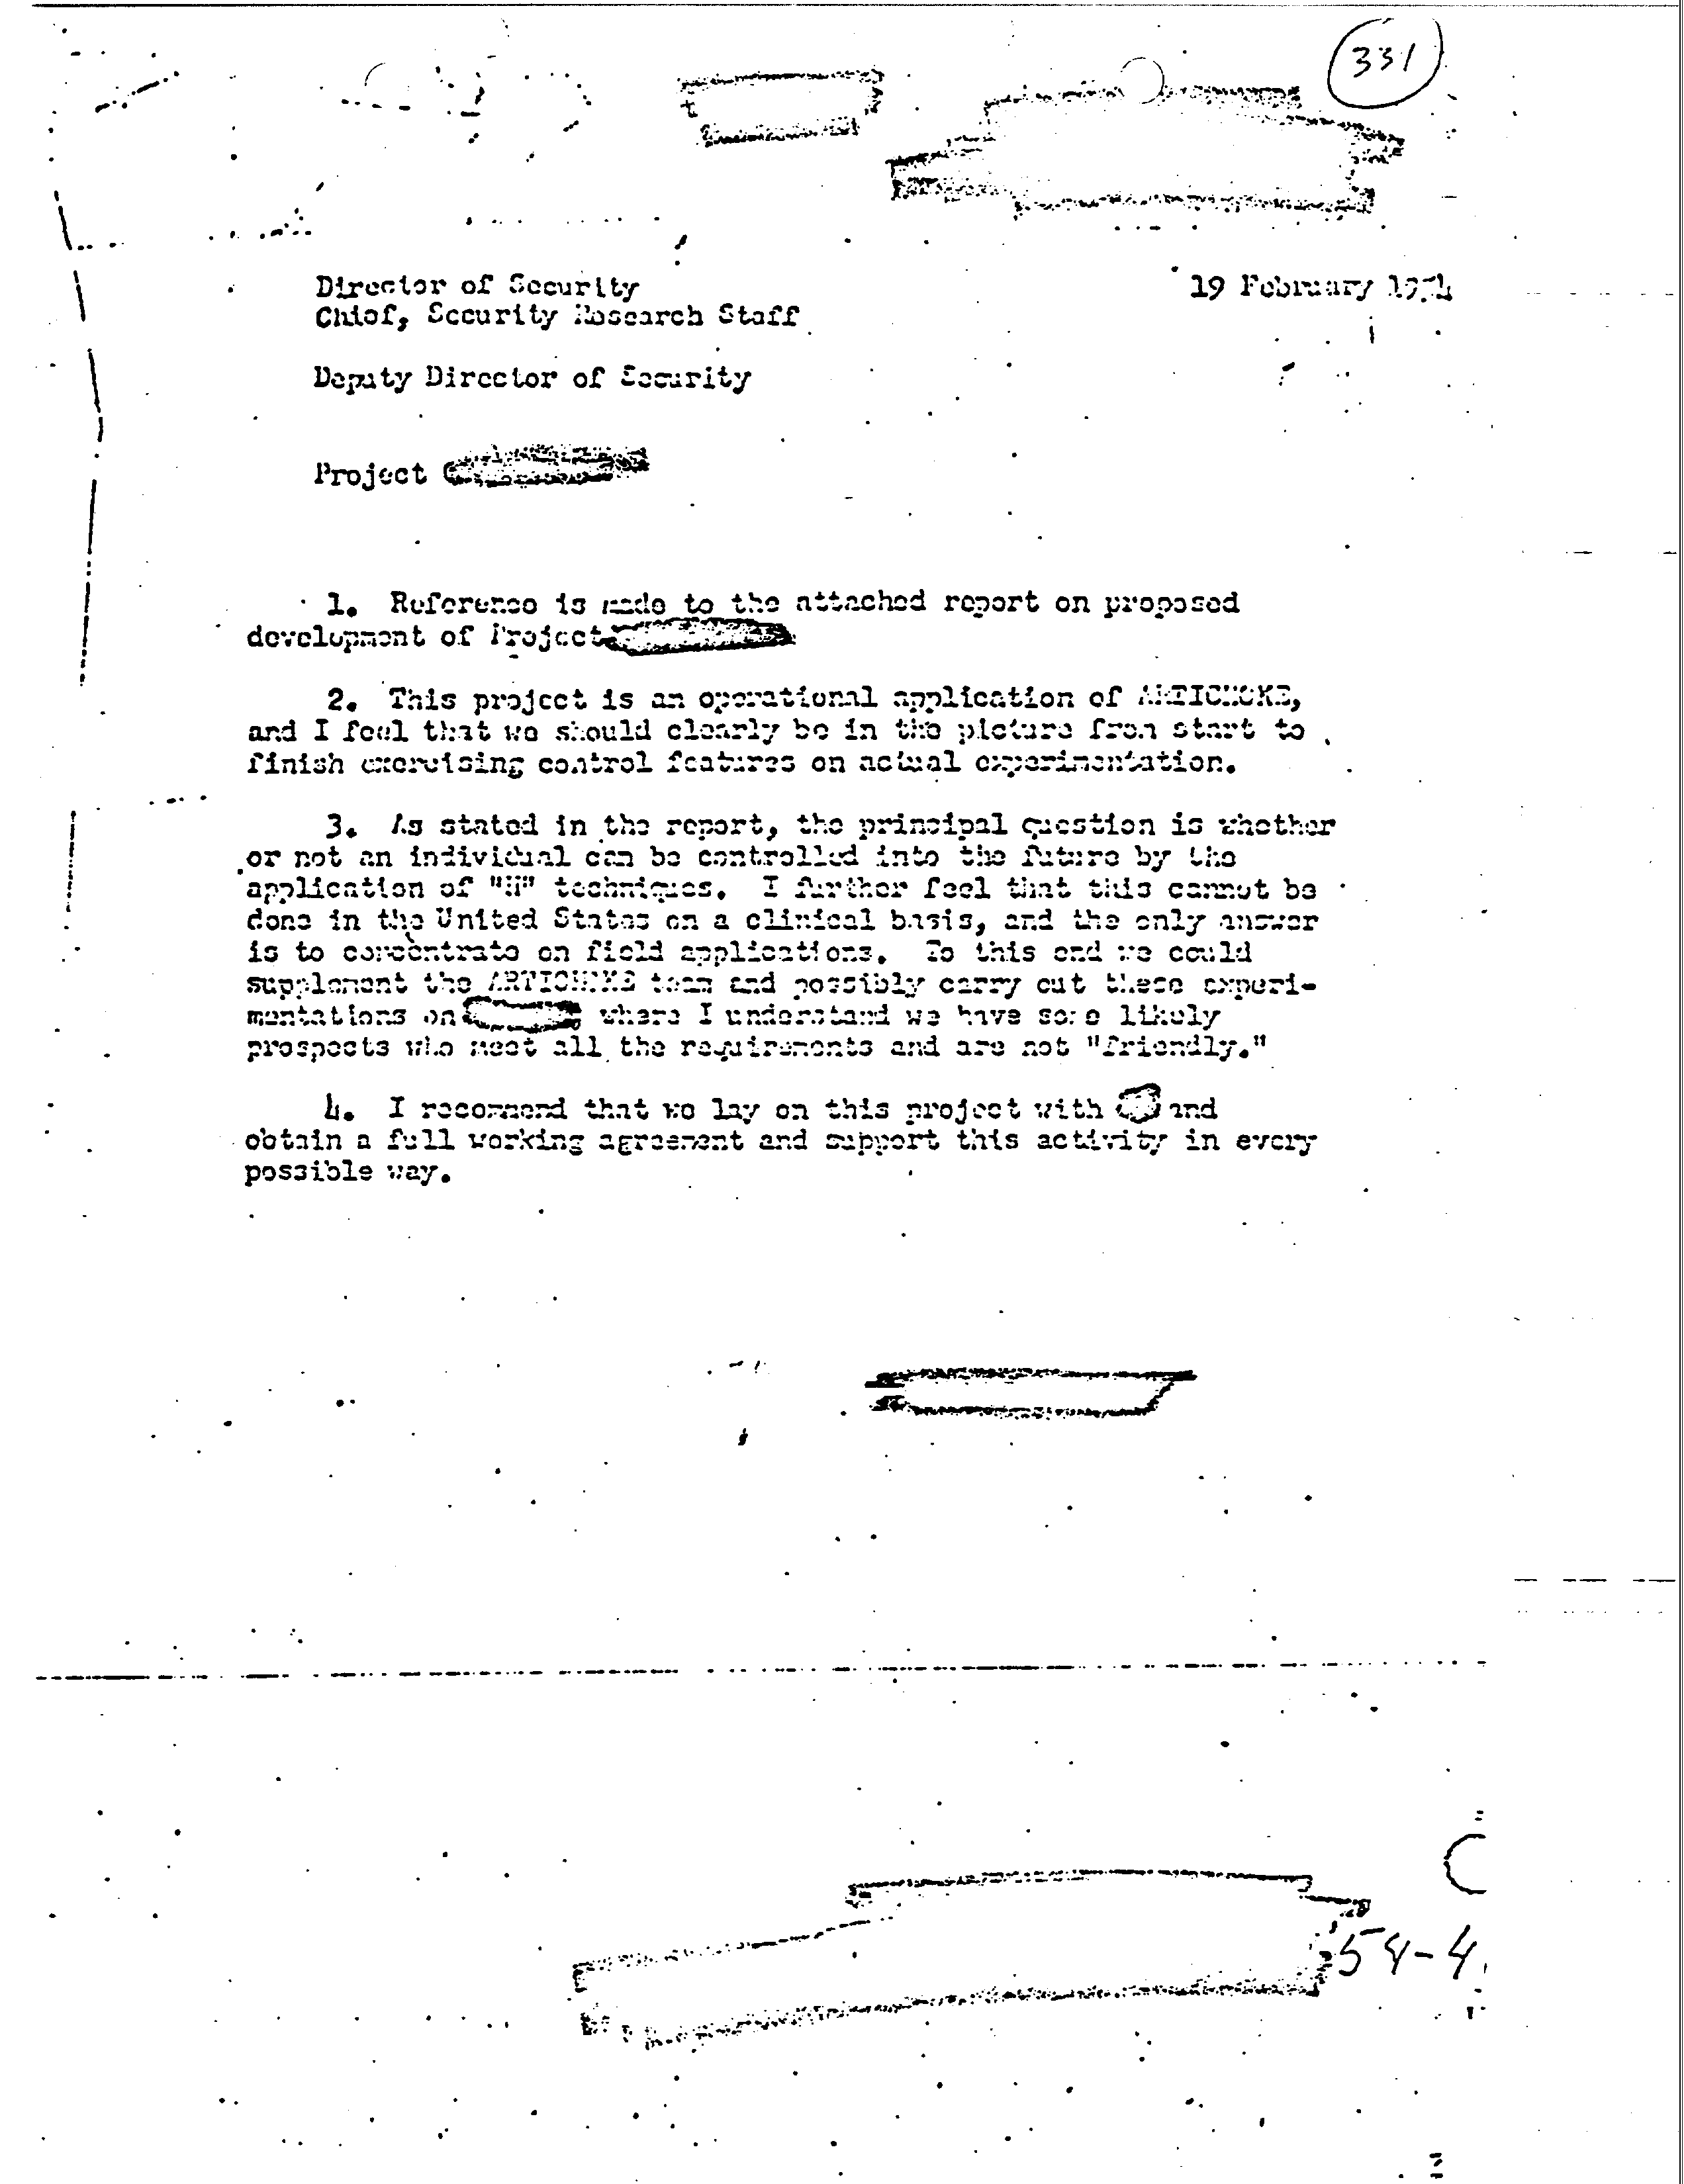 331
Director of Security
19 February 1954
Chief, Security Research Staff
Deputy Director of Security
Project
1. Reference is made to the attached report on proposed
development of Project
2. This project is an operational application of ARTICHOKE,
and I feel that we should clearly be in the picture from start to
finish exercising control features on actual experimentation.
3. As stated in the report, the principal question is whether
or not an individual can be controlled into the future by the
application of "H" techniques. I further feel that this cannot be
done in the United States on a clinical basis, and the only answer
is to concentrate on field applications. To this end we could
supplement the ARTICHOKE team and possibly carry out these experi-
mentations on where I understand we have some likely
prospects who meet all the requirements and are not "friendly."
4. I recommend that we lay on this project with and
obtain a full working agreement and support this activity in every
possible way.
54-4